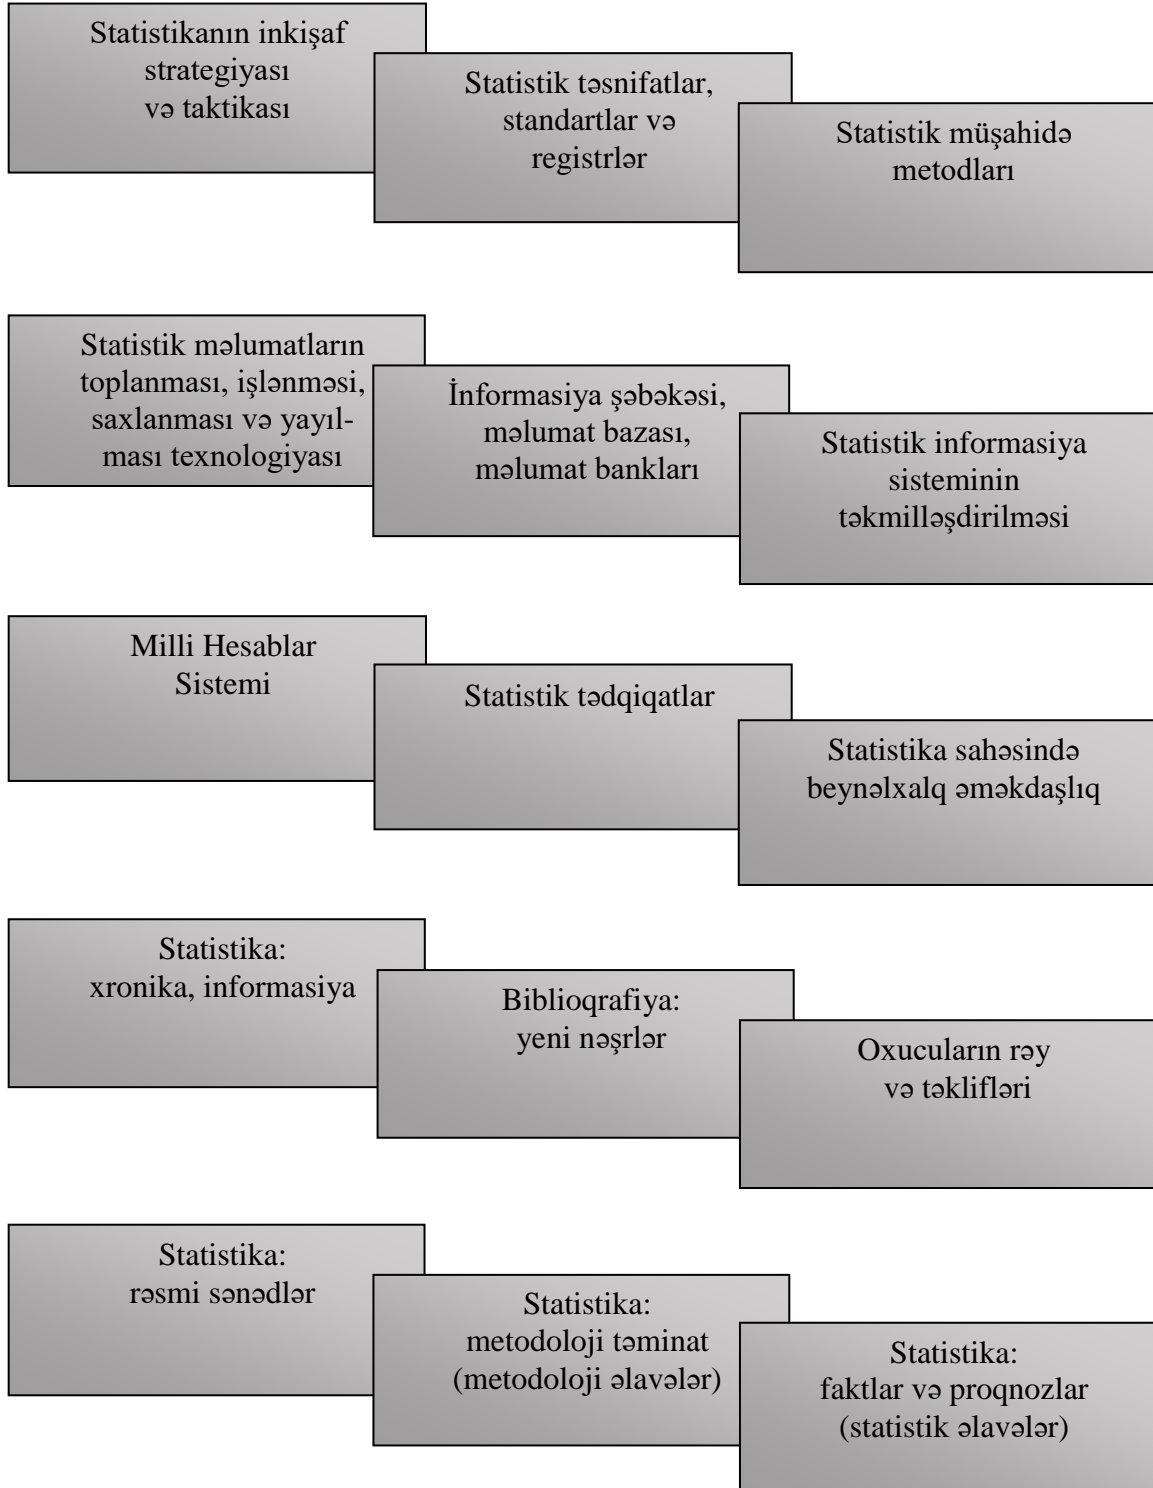 Statistikanın inkişaf
strategiyası
və taktikası
Statistik təsnifatlar,
standartlar və
registrlər
Statistik müşahidə
metodları
Statistik məlumatların
toplanması, işlənməsi,
saxlanması və yayıl-
ması texnologiyası
İnformasiya şəbəkəsi,
məlumat bazası,
məlumat bankları
Statistik informasiya
sisteminin
təkmilləşdirilməsi
Milli Hesablar
Sistemi
Statistik tədqiqatlar
Statistika sahəsində
beynəlxalq əməkdaşlıq
Statistika:
xronika, informasiya
Biblioqrafiya:
yeni nəşrlər
Oxucuların rəy
və təklifləri
Statistika:
rəsmi sənədlər
Statistika:
metodoloji təminat
(metodoloji əlavələr)
Statistika:
faktlar və proqnozlar
(statistik əlavələr)